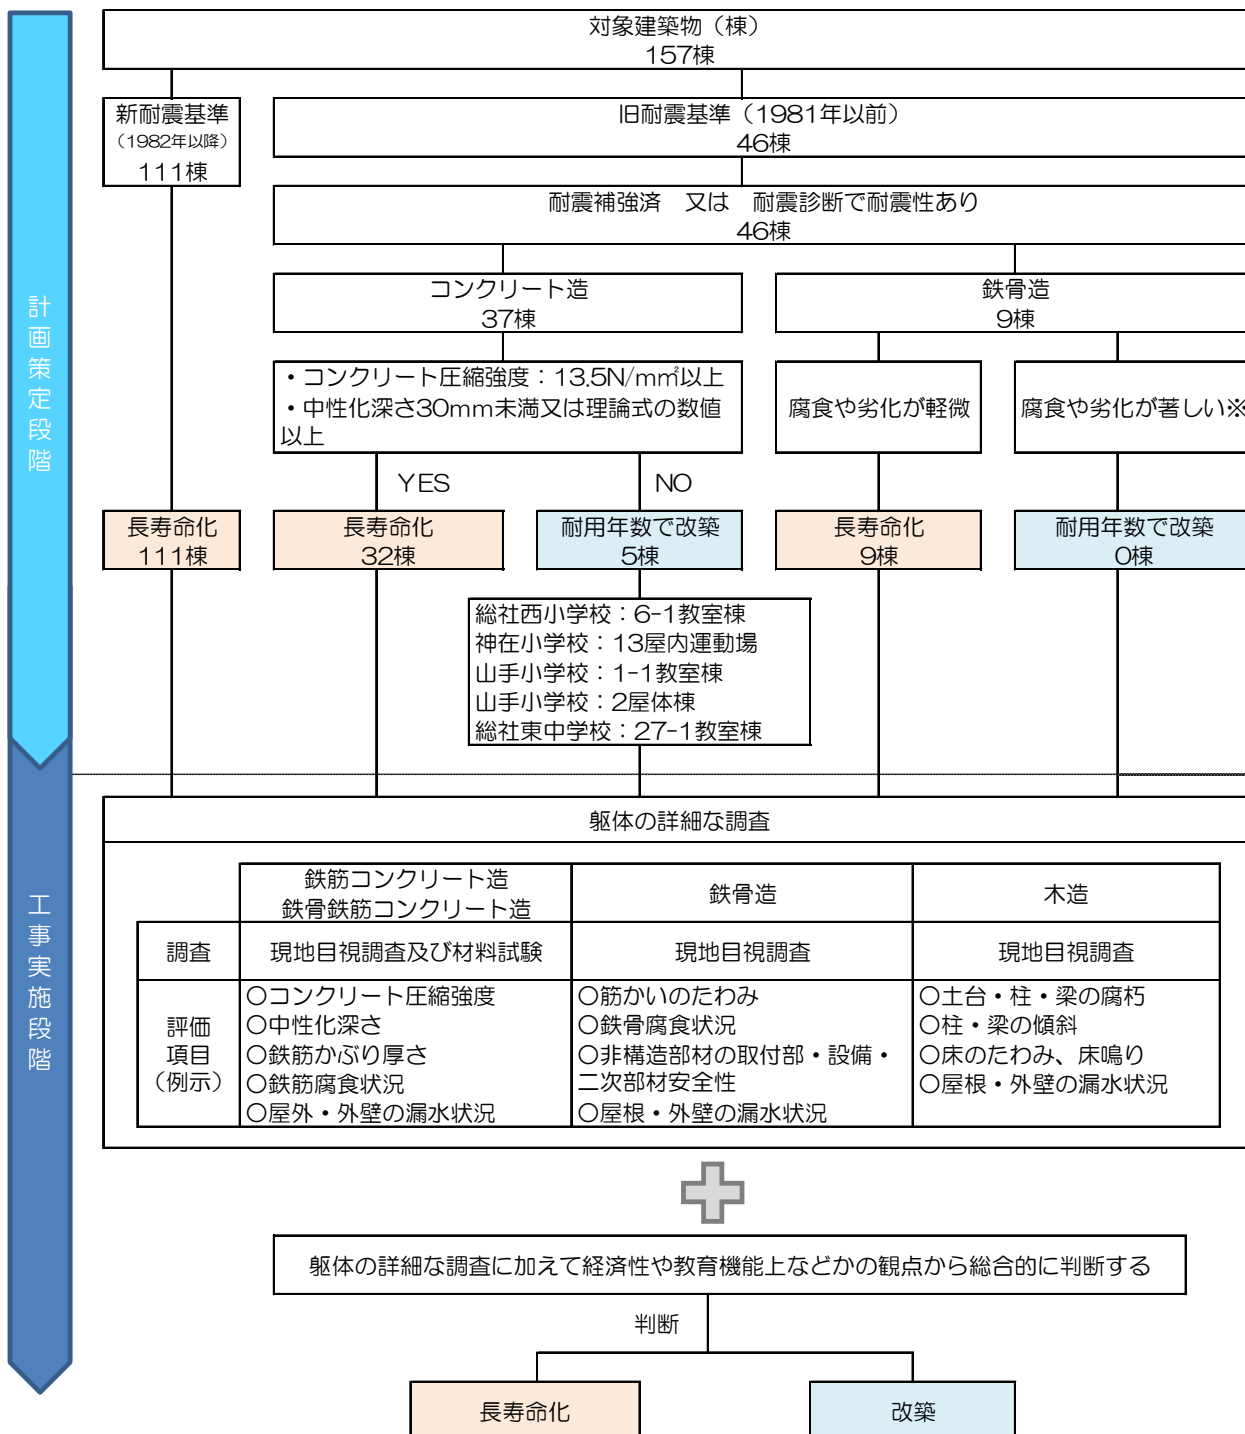 対象建築物（棟）
157棟
新耐震基準
（1982年以降）
111棟
旧耐震基準（1981年以前）
46棟
耐震補強済　又は　耐震診断で耐震性あり
46棟
コンクリート造
37棟
鉄骨造
9棟
・コンクリート圧縮強度：13.5N/m㎡以上
・中性化深さ30mm未満又は理論式の数値
以上
腐食や劣化が軽微
腐食や劣化が著しい※
YES
NO
長寿命化
111棟
長寿命化
32棟
耐用年数で改築
5棟
長寿命化
9棟
耐用年数で改築
0棟
総社西小学校：6-1教室棟
神在小学校：13屋内運動場
山手小学校：1-1教室棟
山手小学校：2屋体棟
総社東中学校：27-1教室棟
計画策定段階
工事実施段階
躯体の詳細な調査
鉄筋コンクリート造
鉄骨鉄筋コンクリート造
鉄骨造
木造
調査
現地目視調査及び材料試験
現地目視調査
現地目視調査
評価
項目
（例示）
○コンクリート圧縮強度
○中性化深さ
○鉄筋かぶり厚さ
○鉄筋腐食状況
○屋外・外壁の漏水状況
○筋かいのたわみ
○鉄骨腐食状況
○非構造部材の取付部・設備・
二次部材安全性
○屋根・外壁の漏水状況
○土台・柱・梁の腐朽
○柱・梁の傾斜
○床のたわみ、床鳴り
○屋根・外壁の漏水状況
躯体の詳細な調査に加えて経済性や教育機能上などかの観点から総合的に判断する
判断
長寿命化
改築